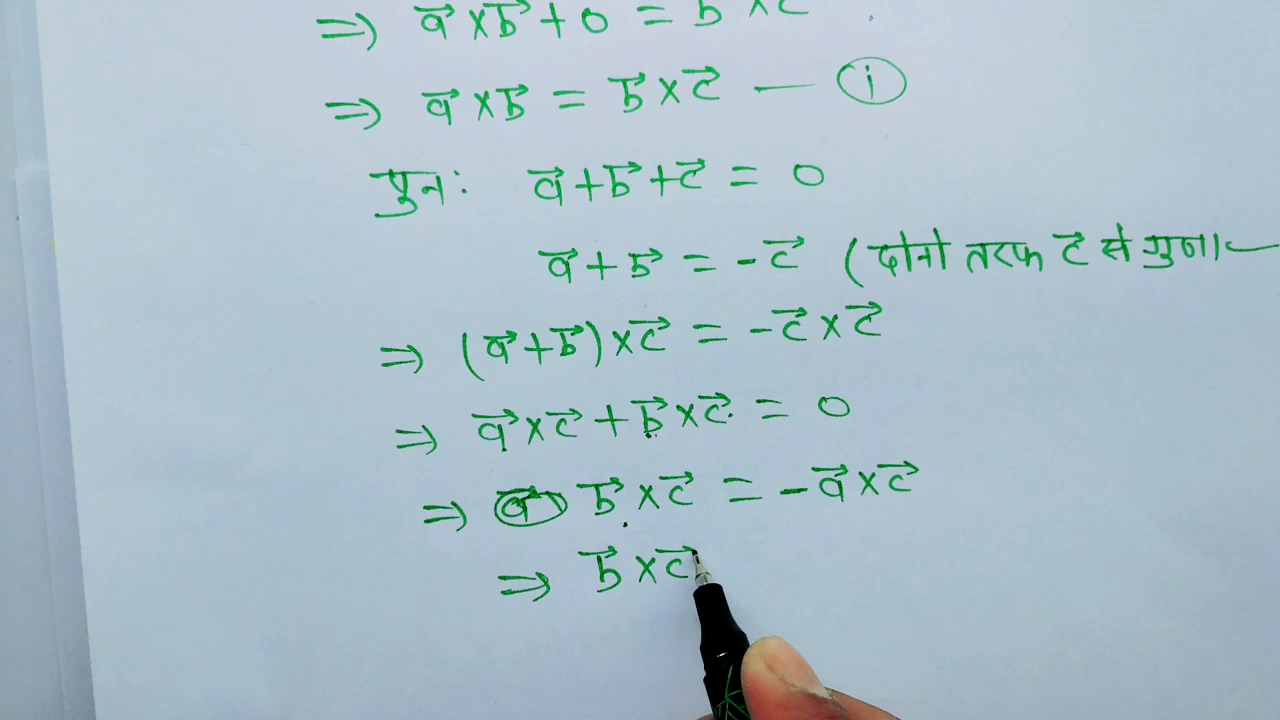 ⇒ a⃗ × b⃗ + 0 = b⃗ × c⃗
⇒ a⃗ × b⃗ = b⃗ × c⃗ — (i)
पुनः a⃗ + b⃗ + c⃗ = 0
a⃗ + b⃗ = -c⃗ (दोनो तरफ c⃗ से गुणा
⇒ (a⃗ + b⃗) × c⃗ = -c⃗ × c⃗
⇒ a⃗ × c⃗ + b⃗ × c⃗ = 0
⇒ b⃗ × c⃗ = -a⃗ × c⃗
⇒ b⃗ × c⃗